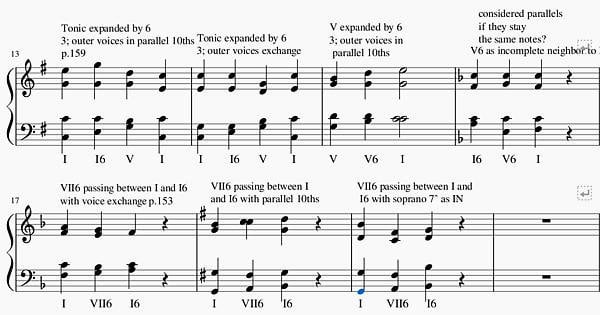 Tonic expanded by 6
3; outer voices in parallel 10ths
p.159
Tonic expanded by 6
3; outer voices exchange
V expanded by 6
3; outer voices in
parallel 10ths
considered parallels
if they stay
the same notes?
V6 as incomplete neighbor to
13
I I6 V I
I I6 V I
V V6 I
I6 V6 I
VII6 passing between I and I6
with voice exchange p.153
VII6 passing between I
and I6 with parallel 10ths
VII6 passing between I and
I6 with soprano 7' as IN
17
I VII6 I6
I VII6 I6
I VII6 I6